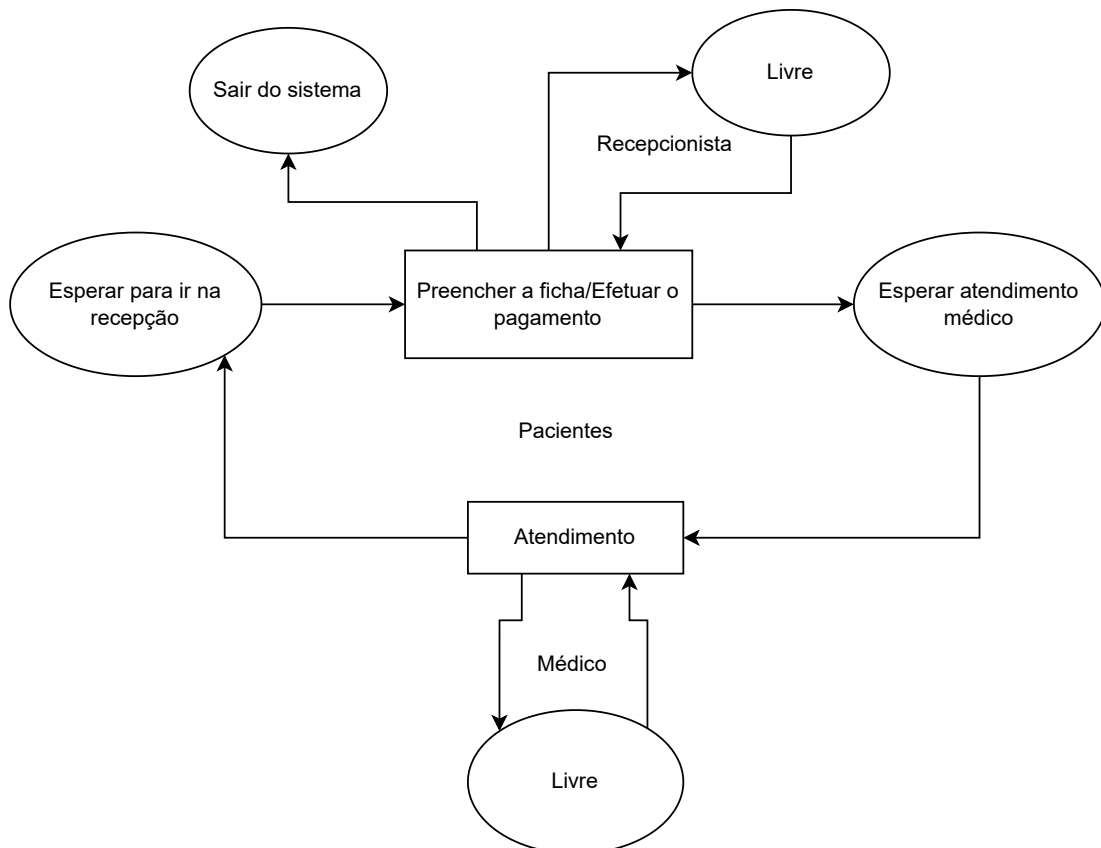 Sair do sistema
Livre
Recepcionista
Esperar para ir na
recepção
Preencher a ficha/Efetuar o
pagamento
Esperar atendimento
médico
Pacientes
Atendimento
Médico
Livre